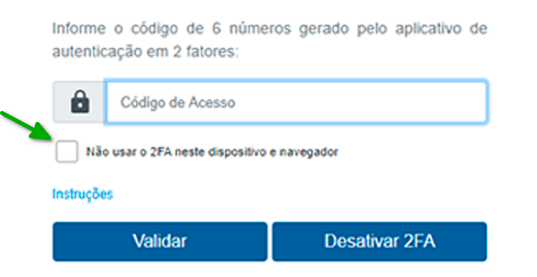 Informe o código de 6 números gerado pelo aplicativo de
autenticação em 2 fatores:
Código de Acesso
Não usar o 2FA neste dispositivo e navegador
Instruções
Validar
Desativar 2FA